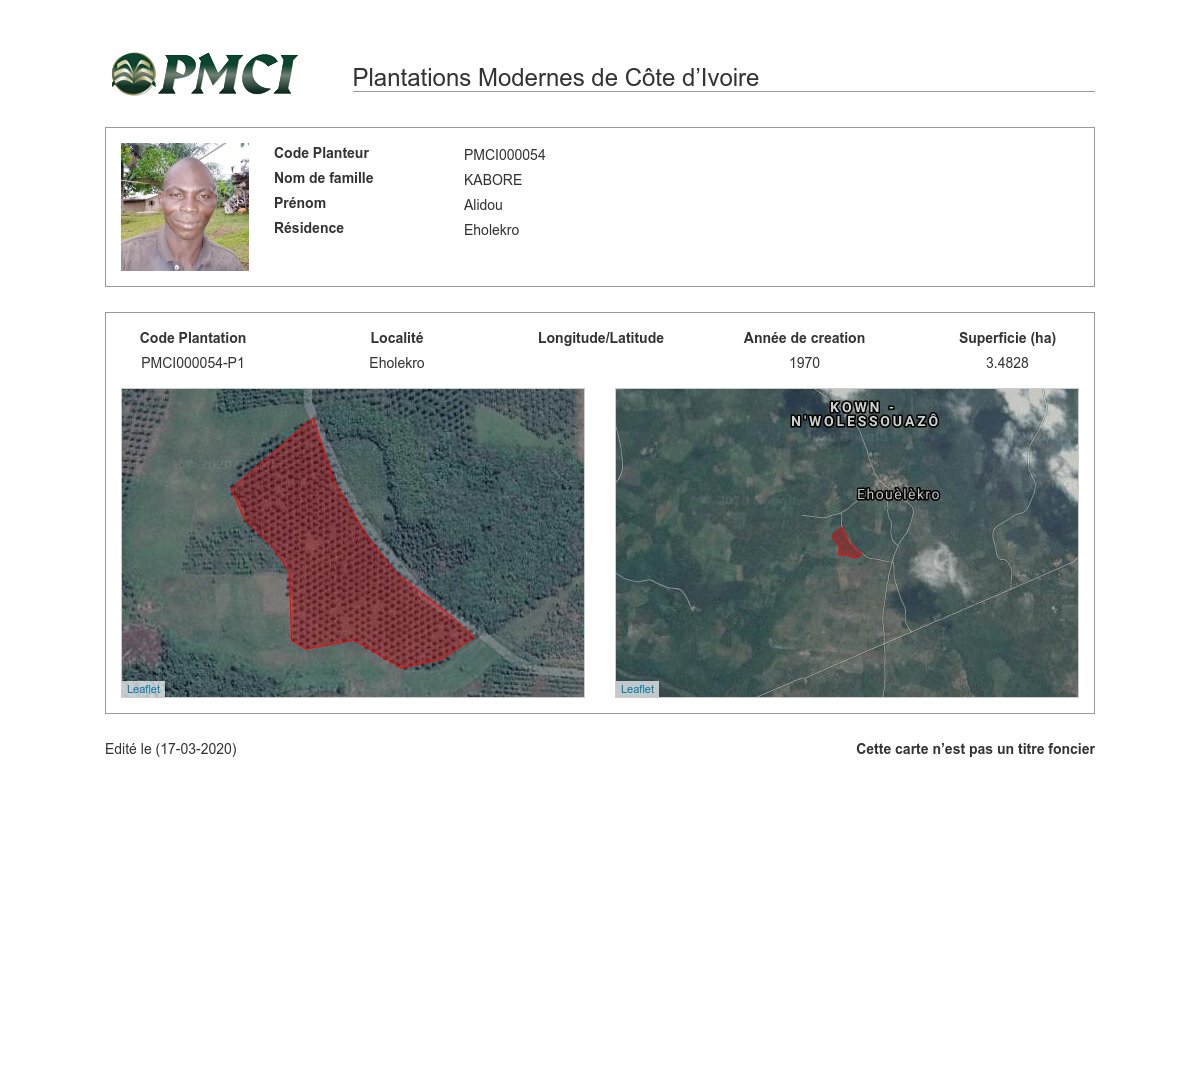 PMCI
Plantations Modernes de Côte d'Ivoire
Code Planteur PMCI000054
Nom de famille KABORE
Prénom Alidou
Résidence Eholekro
Code Plantation Localité Longitude/Latitude Année de creation Superficie (ha)
PMCI000054-P1 Eholekro 1970 3.4828
KOWN -
N'WOLESSOUAZÔ
Ehouèlèkro
Leaflet Leaflet
Edité le (17-03-2020) Cette carte n'est pas un titre foncier